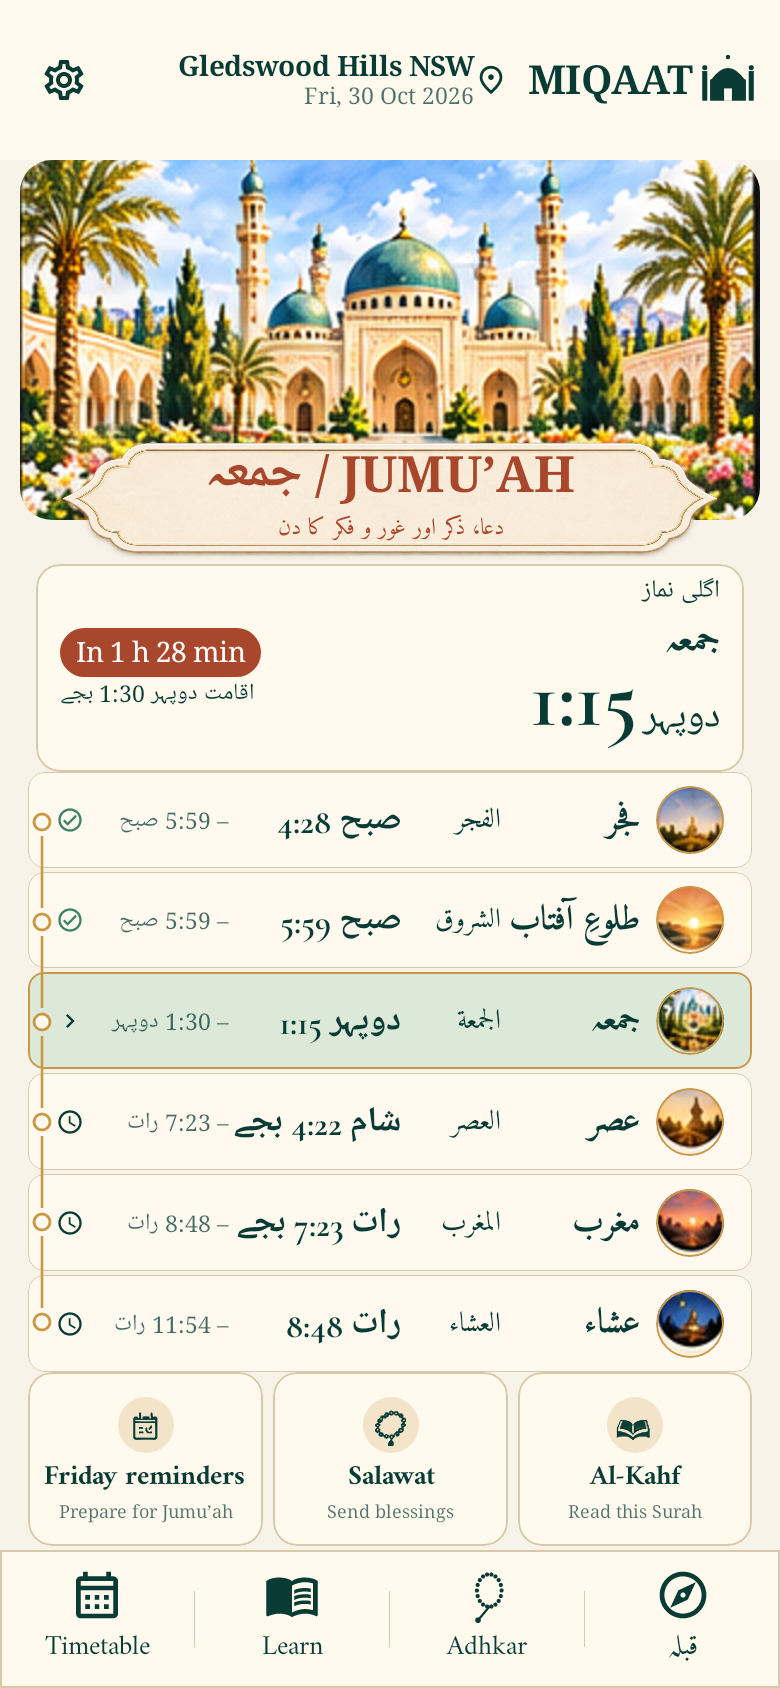 MIQAAT
Gledswood Hills NSW
Fri, 30 Oct 2026
جمعہ / JUMU’AH
دعا، ذکر اور غور و فکر کا دن
اگلی نماز
جمعہ
دوپہر 1:15
In 1 h 28 min
اقامت دوپہر 1:30 بجے
فجر الفجر صبح 4:28 – 5:59 صبح
طلوعِ آفتاب الشروق صبح 5:59 – 5:59 صبح
جمعہ الجمعة دوپہر 1:15 – 1:30 دوپہر
عصر العصر شام 4:22 بجے – 7:23 رات
مغرب المغرب رات 7:23 بجے – 8:48 رات
عشاء العشاء رات 8:48 – 11:54 رات
Al-Kahf
Read this Surah
Salawat
Send blessings
Friday reminders
Prepare for Jumu’ah
قبلہ
Adhkar
Learn
Timetable